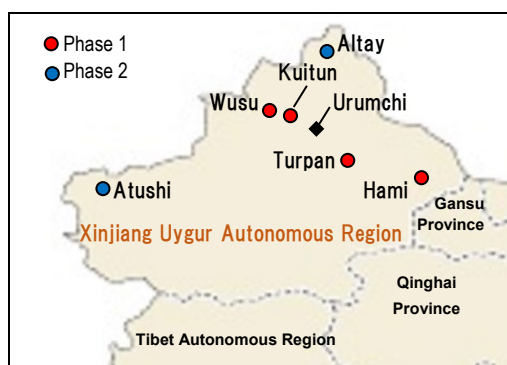 Phase 1
Phase 2
Altay
Kuitun
Wusu
Urumchi
Turpan
Hami
Atushi
Gansu
Province
Xinjiang Uygur Autonomous Region
Qinghai
Province
Tibet Autonomous Region